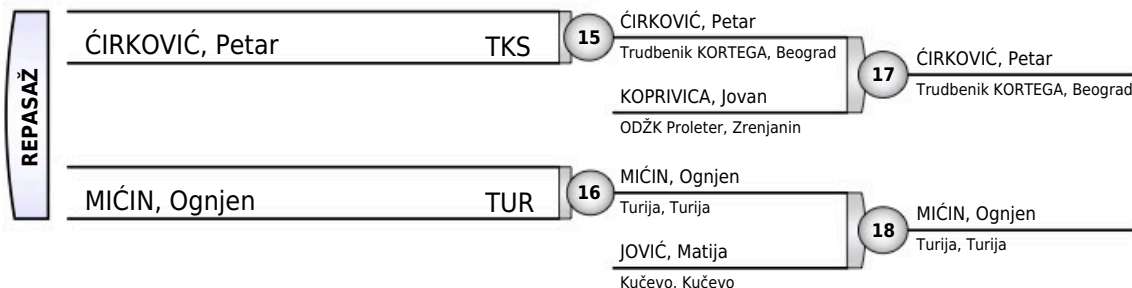 REPASAŽ
ĆIRKOVIĆ, Petar TKS
15
ĆIRKOVIĆ, Petar
Trudbenik KORTEGA, Beograd
KOPRIVICA, Jovan
ODŽK Proleter, Zrenjanin
17
ĆIRKOVIĆ, Petar
Trudbenik KORTEGA, Beograd
MIĆIN, Ognjen TUR
16
MIĆIN, Ognjen
Turija, Turija
JOVIĆ, Matija
Kučevo, Kučevo
18
MIĆIN, Ognjen
Turija, Turija